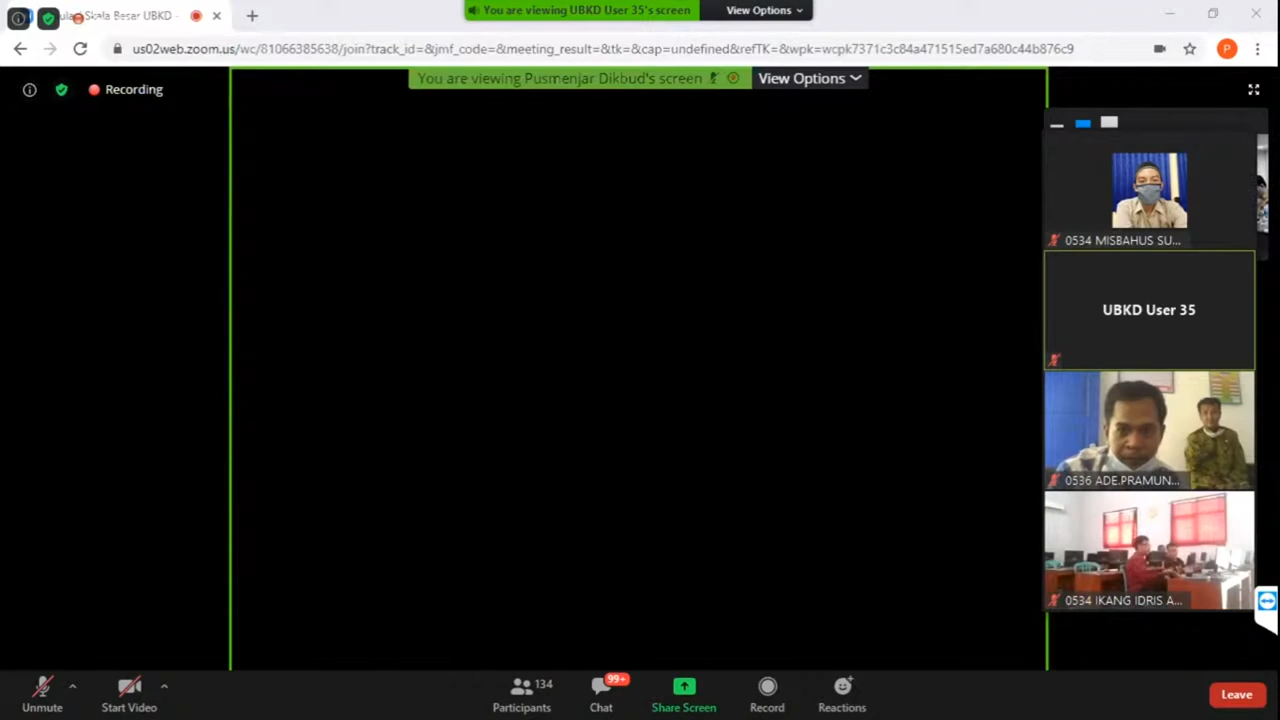 Skala Besar UBKD -
You are viewing UBKD User 35's screen
View Options
us02web.zoom.us/wc/81066385638/join?track_id=&jmf_code=&meeting_result=&tk=&cap=undefined&refTK=&wpk=wcpk7371c3c84a471515ed7a680c44b876c9
P
You are viewing Pusmenjar Dikbud's screen
View Options
Recording
0534 MISBAHUS SU...
UBKD User 35
0536 ADE.PRAMUN...
0534 IKANG IDRIS A...
Unmute
Start Video
134
Participants
99+
Chat
Share Screen
Record
Reactions
Leave